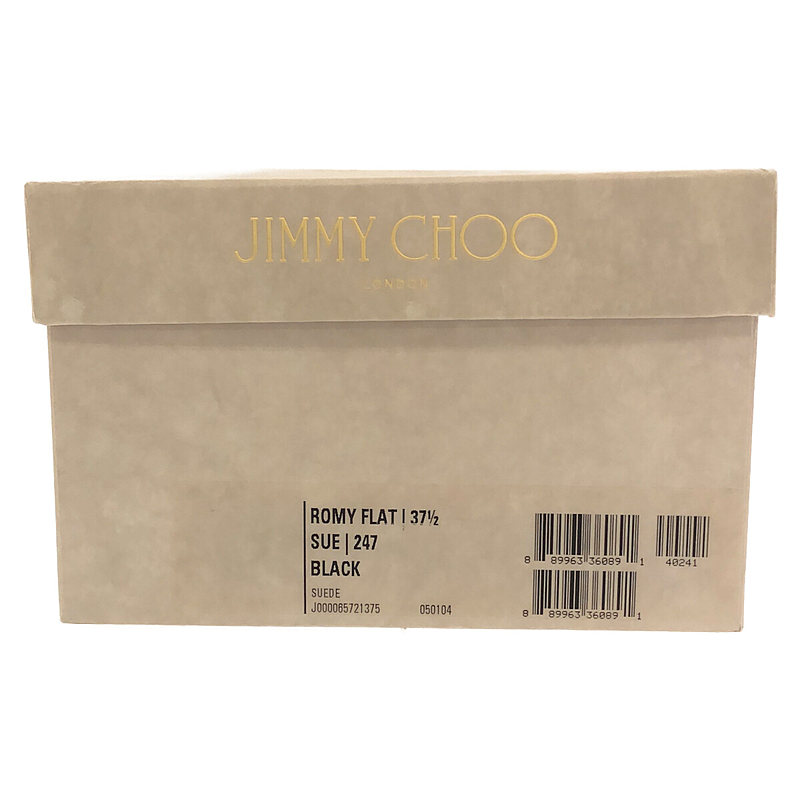 JIMMY CHOO
LONDON
ROMY FLAT | 37½
SUE | 247
BLACK
SUEDE
J000065721375 050104
8 89963 36089 1 40241
8 89963 36089 1